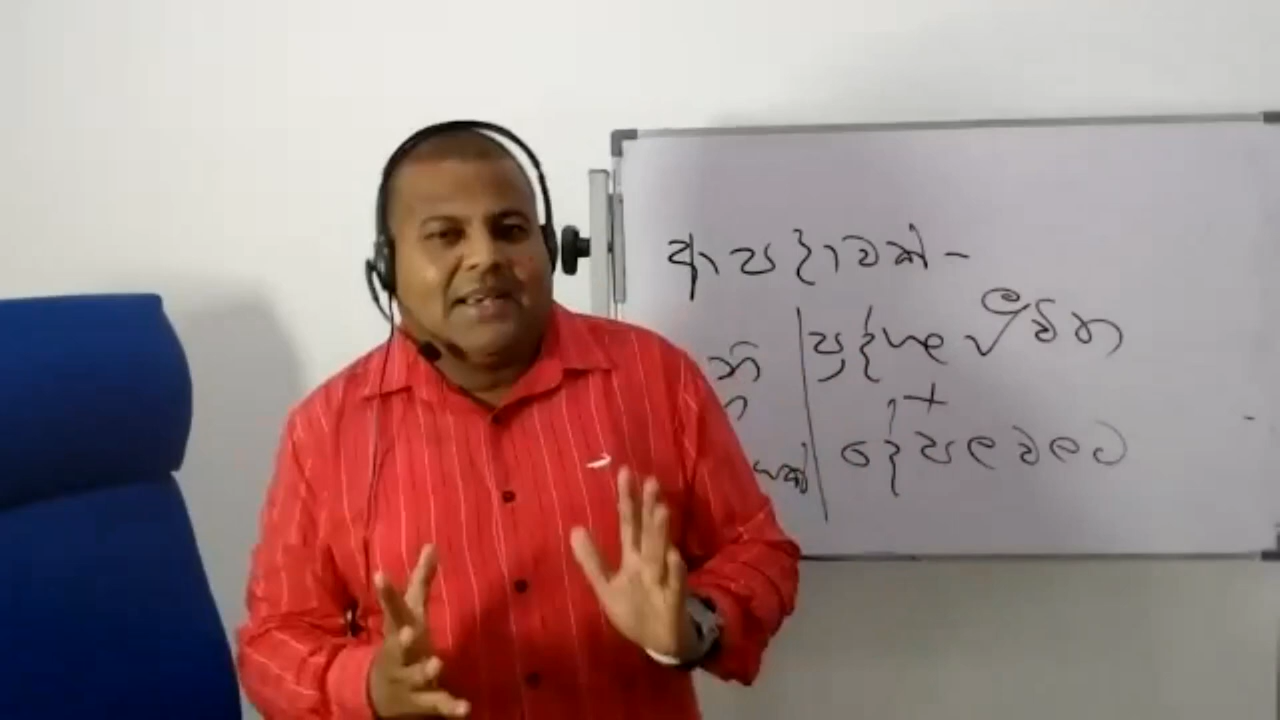 ආපදාවක් -
පුද්ගල ජීවිත
+
දේපලවලට